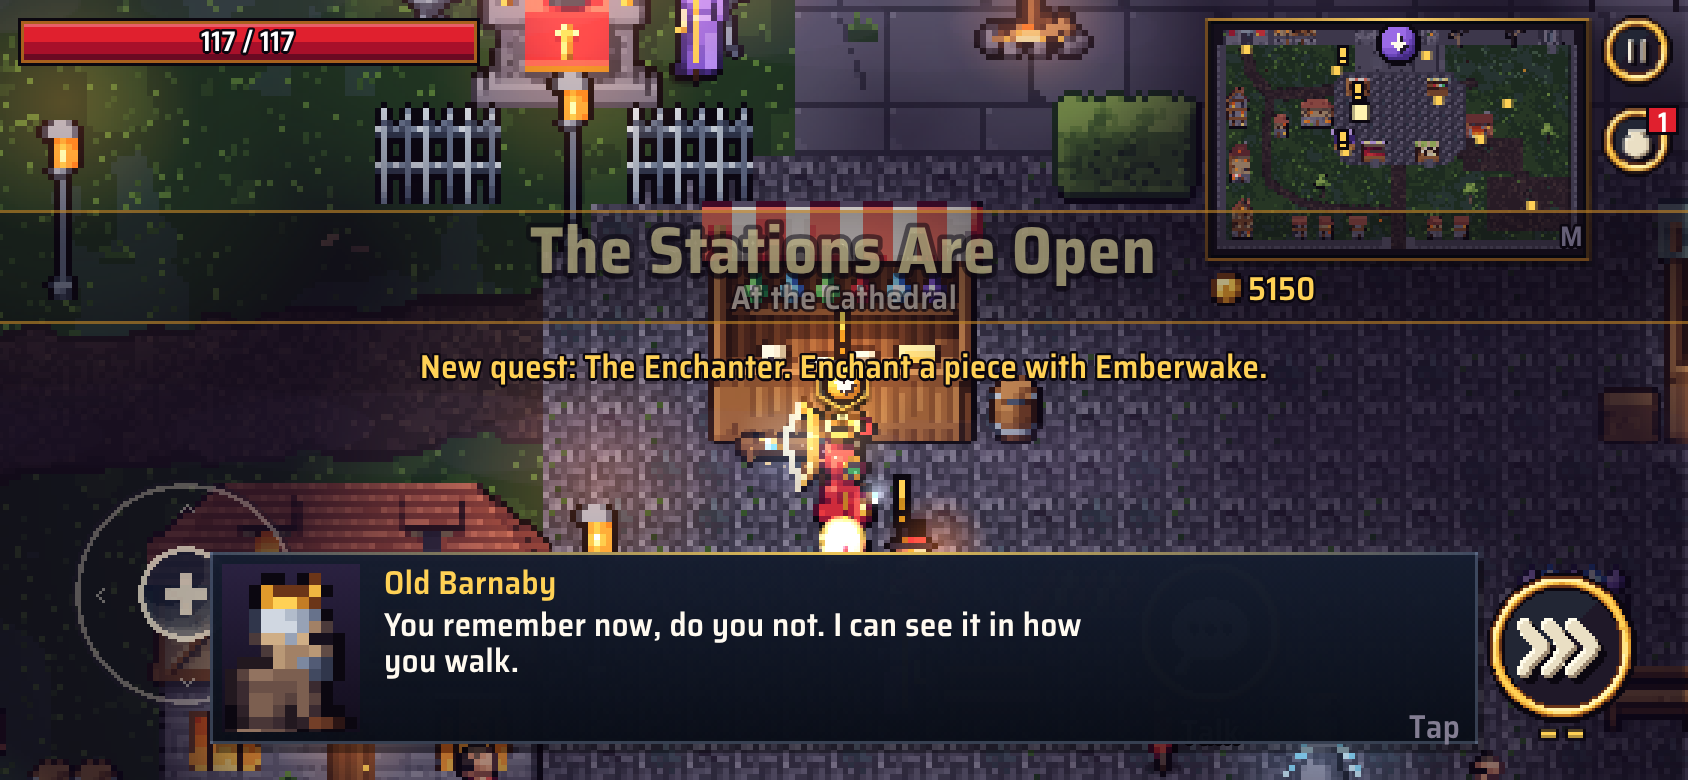 117 / 117
1
The Stations Are Open
At the Cathedral
M
5150
New quest: The Enchanter. Enchant a piece with Emberwake.
Old Barnaby
You remember now, do you not. I can see it in how
you walk.
Talk
Tap